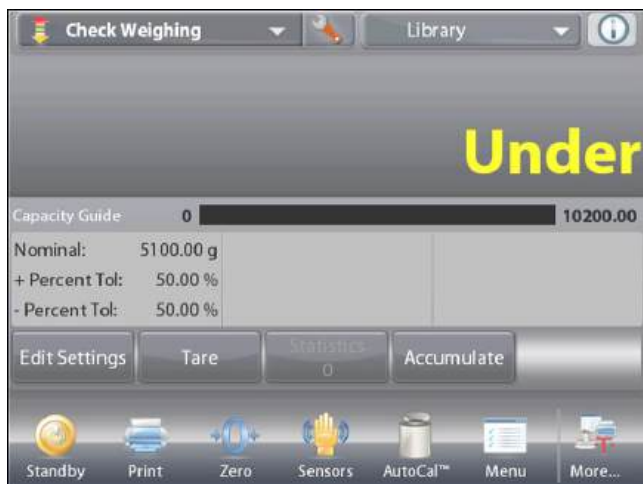 Check Weighing
Library
Under
Capacity Guide 0 10200.00
Nominal: 5100.00 g
+ Percent Tol: 50.00 %
- Percent Tol: 50.00 %
Edit Settings Tare Statistics 0 Accumulate
Standby Print Zero Sensors AutoCal™ Menu More...